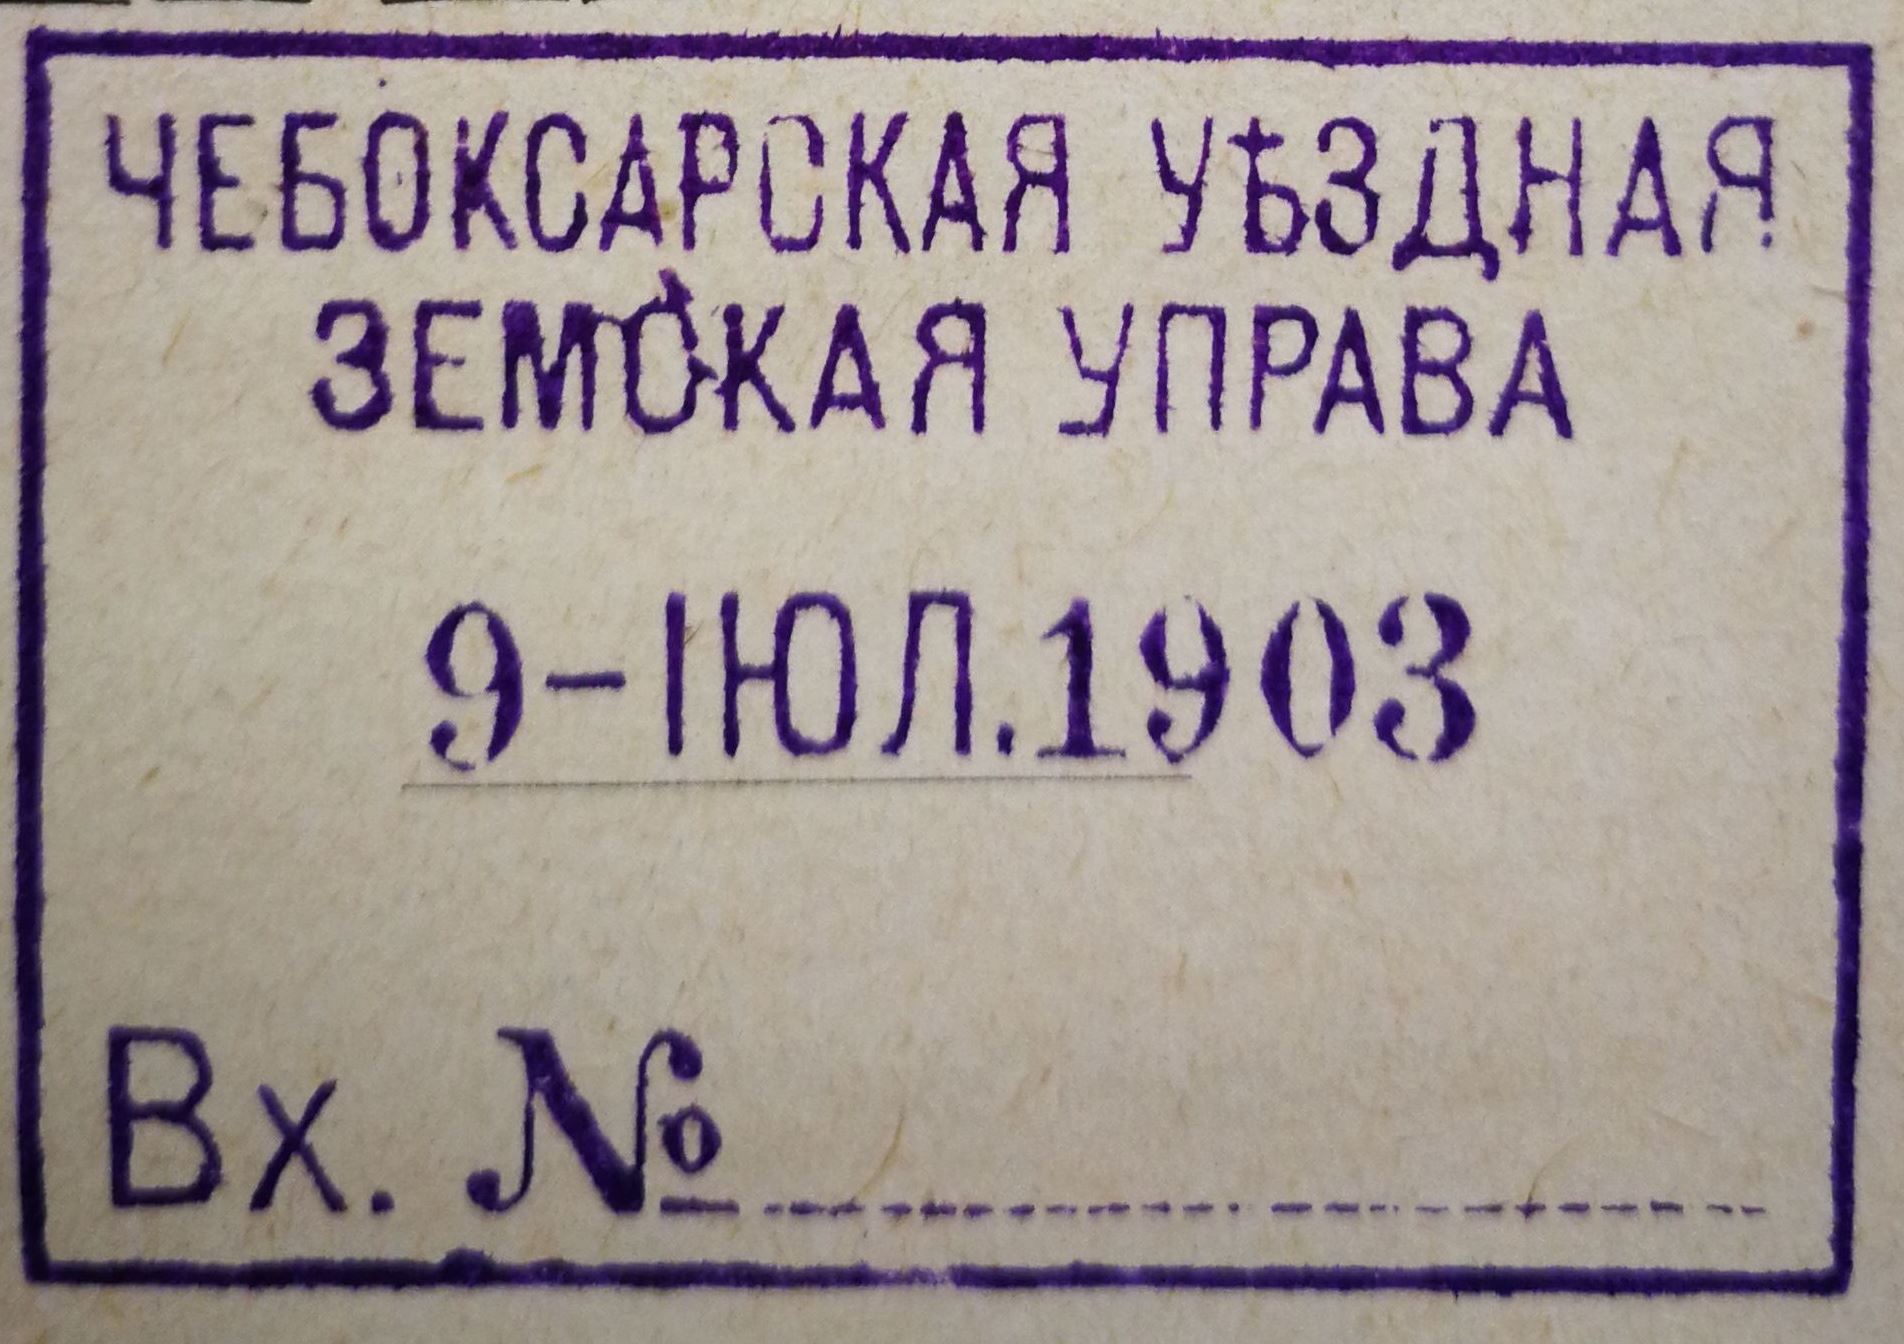 ЧЕБОКСАРСКАЯ УѢЗДНАЯ
ЗЕМСКАЯ УПРАВА
9-ІЮЛ.1903
Вх. №